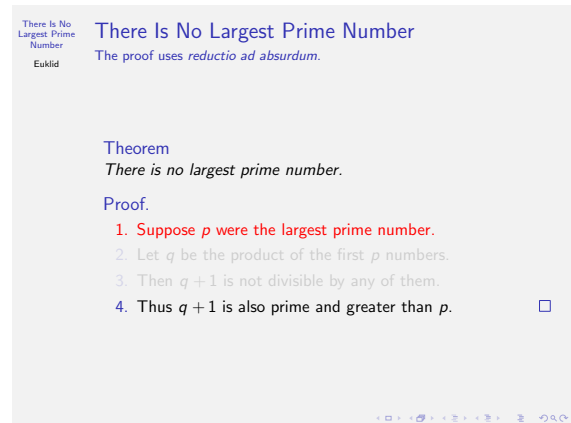 There Is No
Largest Prime
Number
Euklid
There Is No Largest Prime Number
The proof uses reductio ad absurdum.
Theorem
There is no largest prime number.
Proof.
1. Suppose p were the largest prime number.
2. Let q be the product of the first p numbers.
3. Then q + 1 is not divisible by any of them.
4. Thus q + 1 is also prime and greater than p.